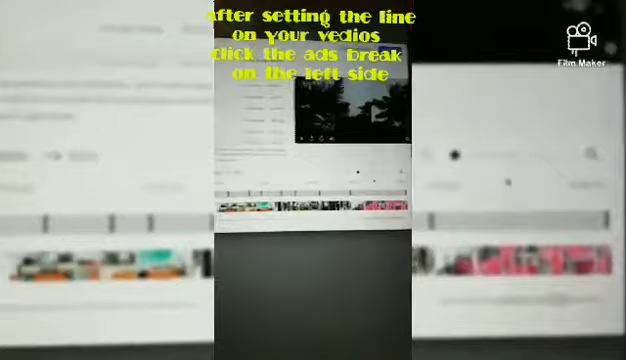 after setting the line
on your vedios
click the ads break
on the left side
Film Maker